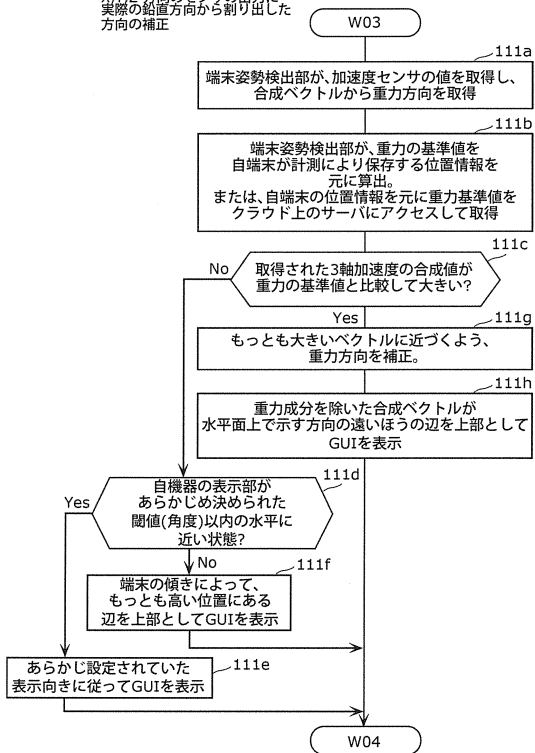 実際の鉛直方向から割り出した
方向の補正
W03
111a
端末姿勢検出部が、加速度センサの値を取得し、
合成ベクトルから重力方向を取得
111b
端末姿勢検出部が、重力の基準値を
自端末が計測により保存する位置情報を
元に算出。
または、自端末の位置情報を元に重力基準値を
クラウド上のサーバにアクセスして取得
111c
No
取得された3軸加速度の合成値が
重力の基準値と比較して大きい?
Yes
111g
もっとも大きいベクトルに近づくよう、
重力方向を補正。
111h
重力成分を除いた合成ベクトルが
水平面上で示す方向の遠いほうの辺を上部として
GUIを表示
111d
Yes
自機器の表示部が
あらかじめ決められた
閾値(角度)以内の水平に
近い状態?
No
111f
端末の傾きによって、
もっとも高い位置にある
辺を上部としてGUIを表示
111e
あらかじ設定されていた
表示向きに従ってGUIを表示
W04